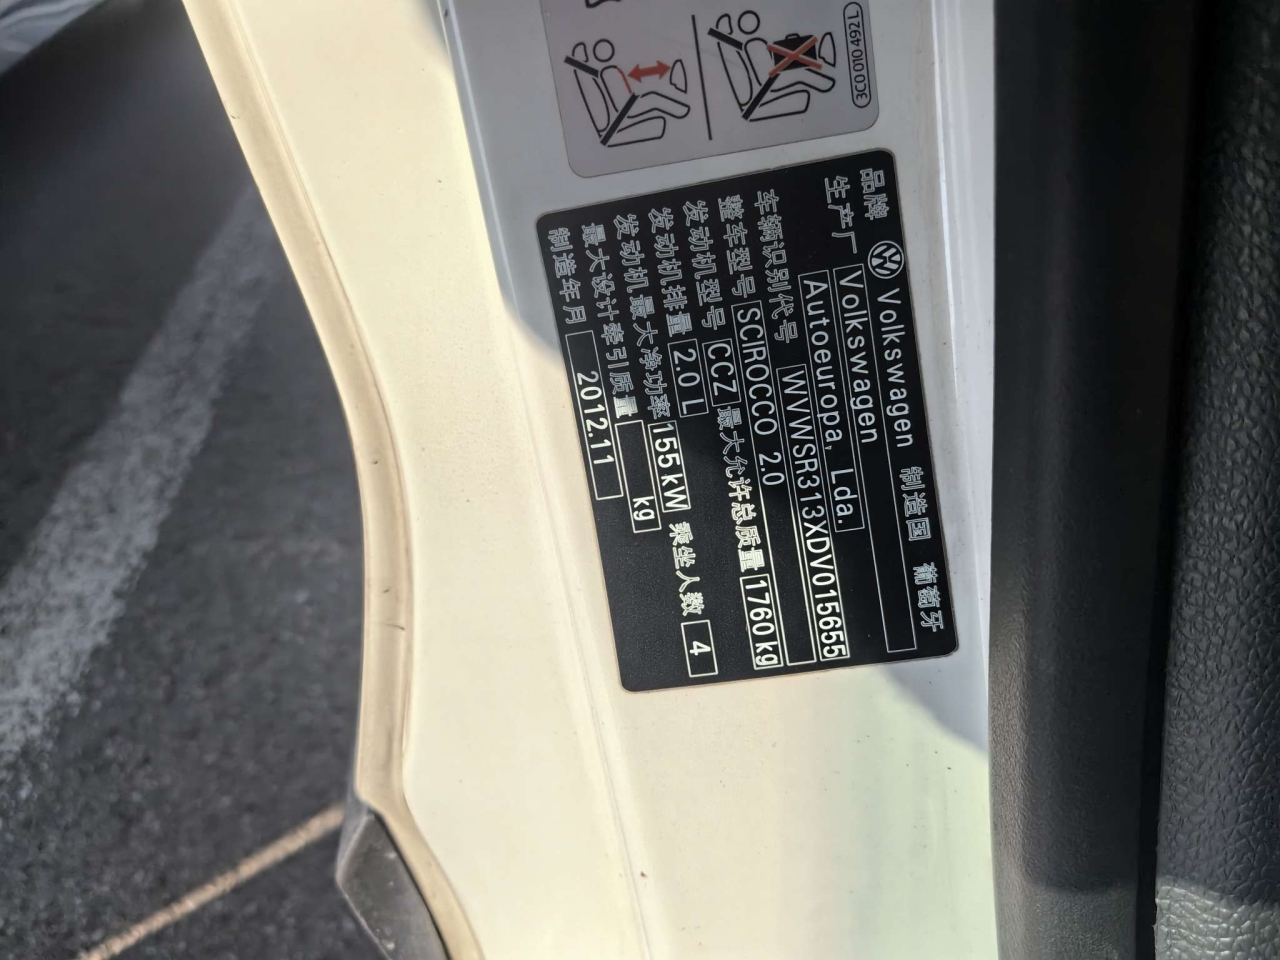 3C0 010 492L
品牌 Volkswagen 制造国 葡萄牙
生产厂 Volkswagen
Autoeuropa, Lda.
车辆识别代号 WVWSR313XDV015655
整车型号 SCIROCCO 2.0
发动机型号 CCZ 最大允许总质量 1760 kg
发动机排量 2.0 L
发动机最大净功率 155 kW 乘坐人数 4
最大设计牵引质量 kg
制造年月 2012.11